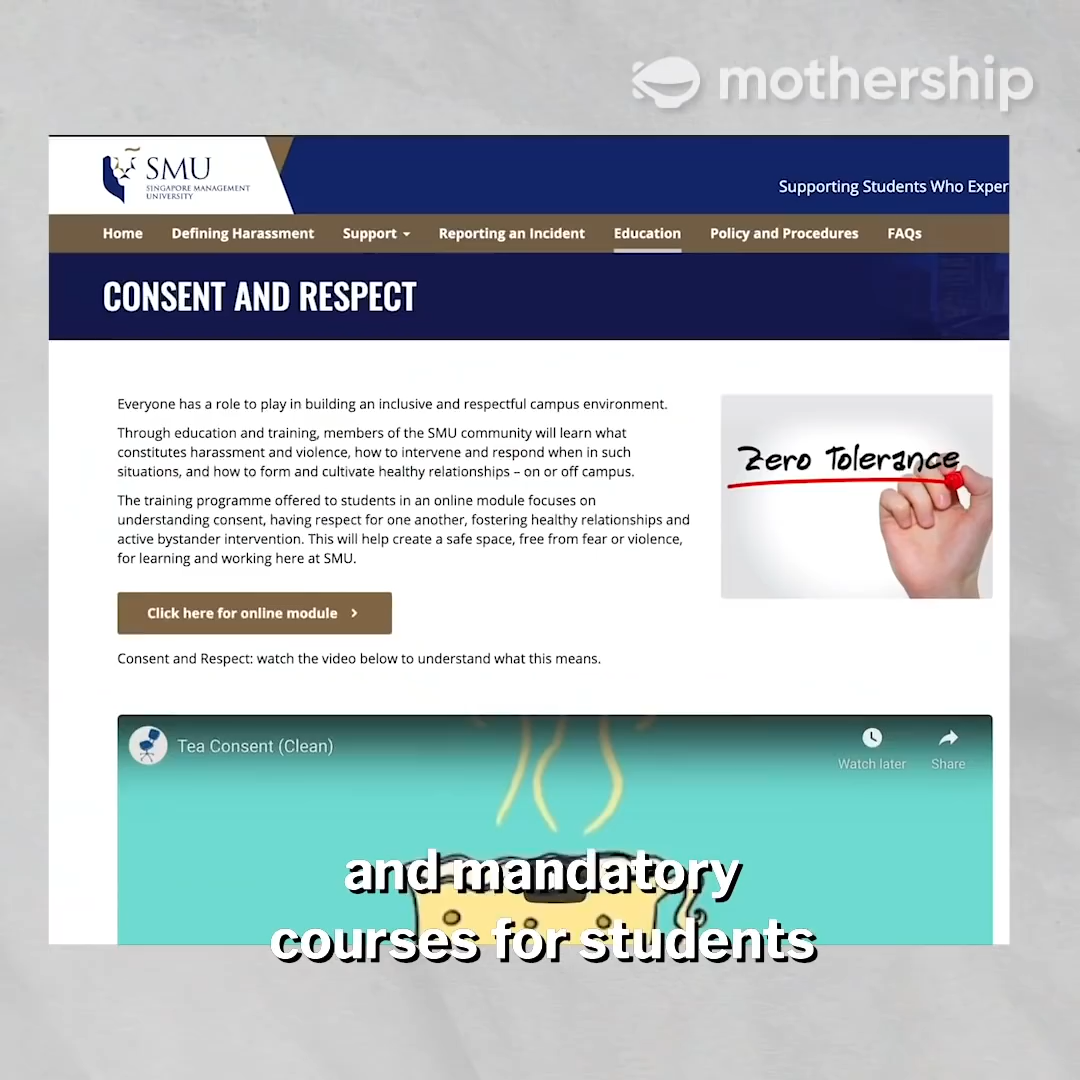 mothership
SMU
SINGAPORE MANAGEMENT
UNIVERSITY
Supporting Students Who Exper
Home Defining Harassment Support Reporting an Incident Education Policy and Procedures FAQs
CONSENT AND RESPECT
Everyone has a role to play in building an inclusive and respectful campus environment.
Through education and training, members of the SMU community will learn what
constitutes harassment and violence, how to intervene and respond when in such
situations, and how to form and cultivate healthy relationships – on or off campus.
The training programme offered to students in an online module focuses on
understanding consent, having respect for one another, fostering healthy relationships and
active bystander intervention. This will help create a safe space, free from fear or violence,
for learning and working here at SMU.
Zero Tolerance
Click here for online module
Consent and Respect: watch the video below to understand what this means.
Tea Consent (Clean)
Watch later
Share
and mandatory
courses for students